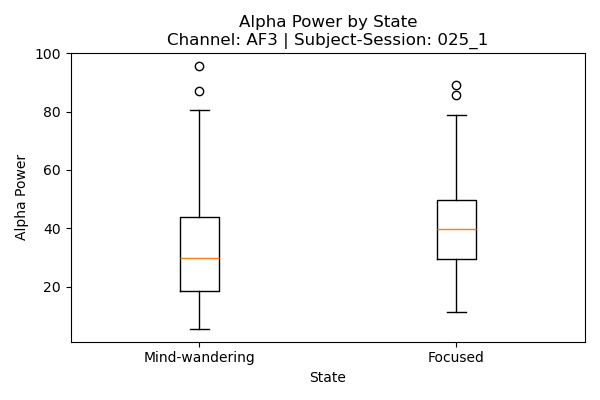 Alpha Power by State
Channel: AF3 | Subject-Session: 025_1
100
80
60
40
20
Alpha Power
Mind-wandering
Focused
State